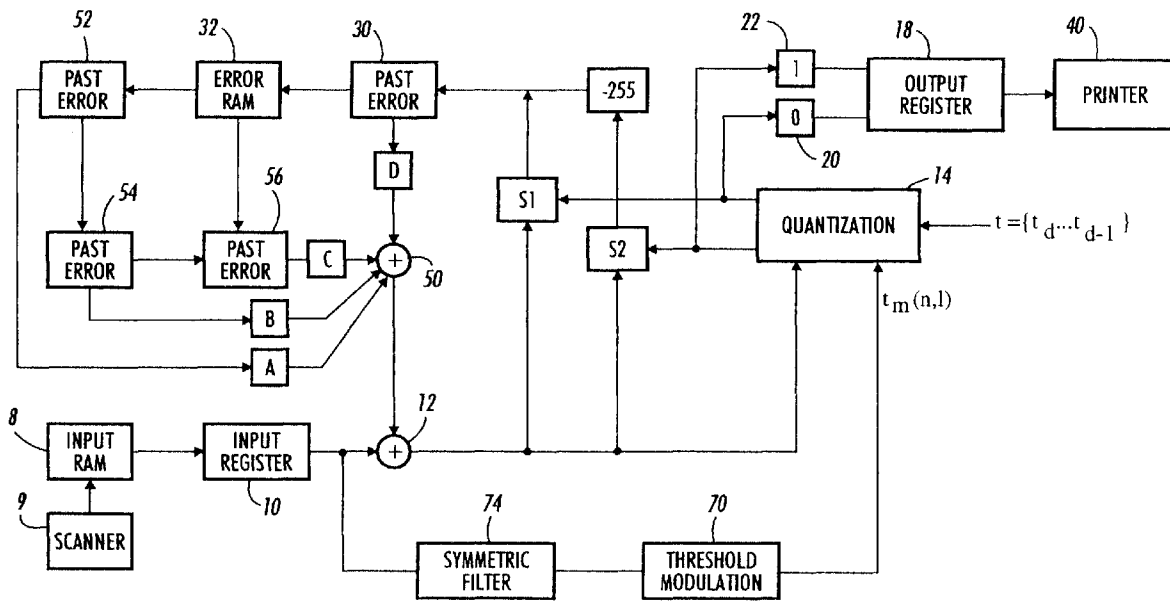 52
32
30
22
18
40
PAST
ERROR
ERROR
RAM
PAST
ERROR
-255
1
OUTPUT
REGISTER
PRINTER
0
20
D
14
54
56
S1
QUANTIZATION
t={t_d...t_{d-1}}
PAST
ERROR
PAST
ERROR
C
+
50
S2
B
t_m(n,l)
A
8
12
INPUT
RAM
INPUT
REGISTER
+
9
10
SCANNER
74
70
SYMMETRIC
FILTER
THRESHOLD
MODULATION